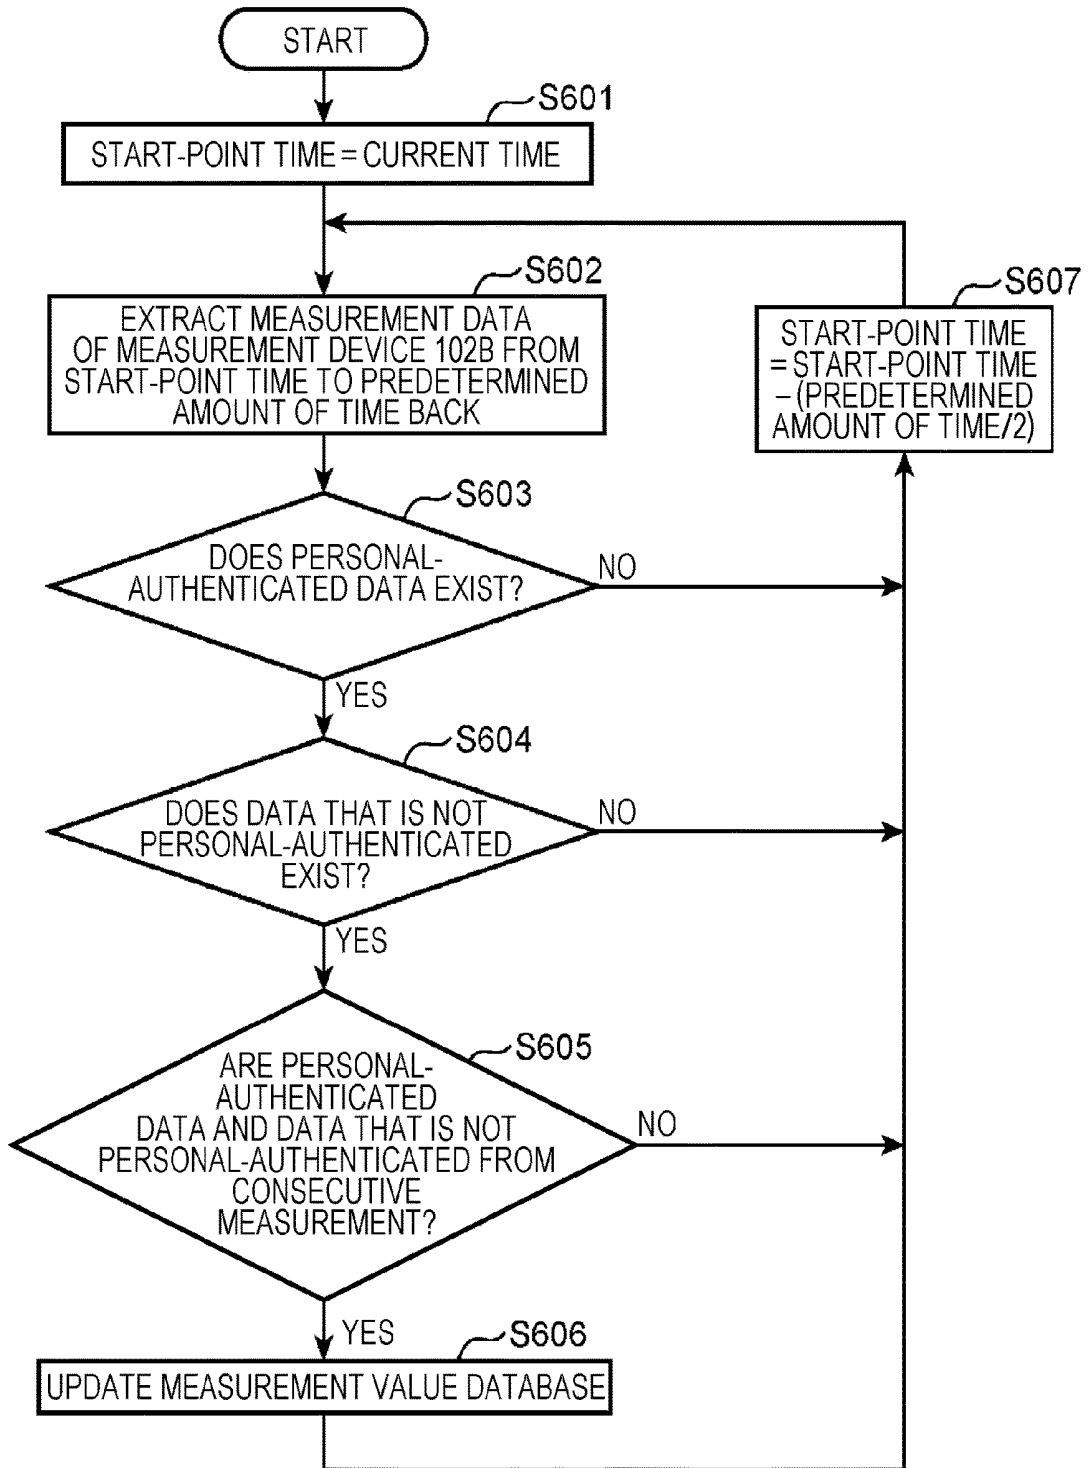 START
S601
START-POINT TIME = CURRENT TIME
S602
EXTRACT MEASUREMENT DATA
OF MEASUREMENT DEVICE 102B FROM
START-POINT TIME TO PREDETERMINED
AMOUNT OF TIME BACK
S607
START-POINT TIME
= START-POINT TIME
– (PREDETERMINED
AMOUNT OF TIME/2)
S603
DOES PERSONAL-
AUTHENTICATED DATA EXIST?
NO
YES
S604
DOES DATA THAT IS NOT
PERSONAL-AUTHENTICATED
EXIST?
NO
YES
S605
ARE PERSONAL-
AUTHENTICATED
DATA AND DATA THAT IS NOT
PERSONAL-AUTHENTICATED FROM
CONSECUTIVE
MEASUREMENT?
NO
YES
S606
UPDATE MEASUREMENT VALUE DATABASE